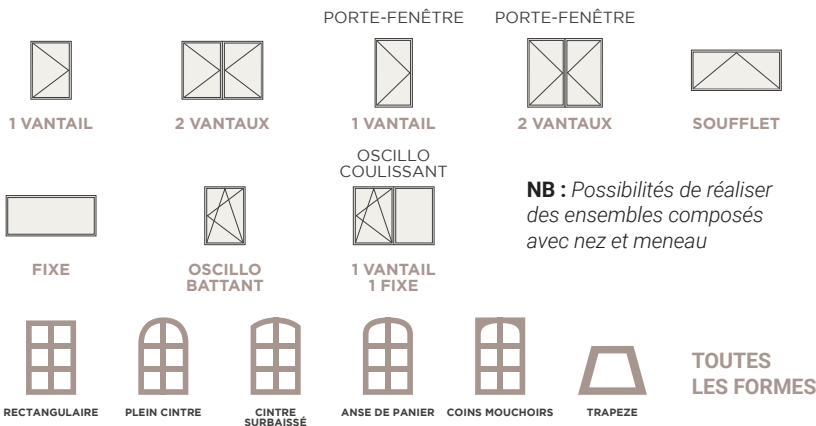 PORTE-FENÊTRE
PORTE-FENÊTRE
1 VANTAIL
2 VANTAUX
1 VANTAIL
2 VANTAUX
SOUFFLET
OSCILLO
COULISSANT
NB : Possibilités de réaliser
des ensembles composés
avec nez et meneau
FIXE
OSCILLO
BATTANT
1 VANTAIL
1 FIXE
TOUTES
LES FORMES
RECTANGULAIRE
PLEIN CINTRE
CINTRE
SURBAISSÉ
ANSE DE PANIER
COINS MOUCHOIRS
TRAPEZE